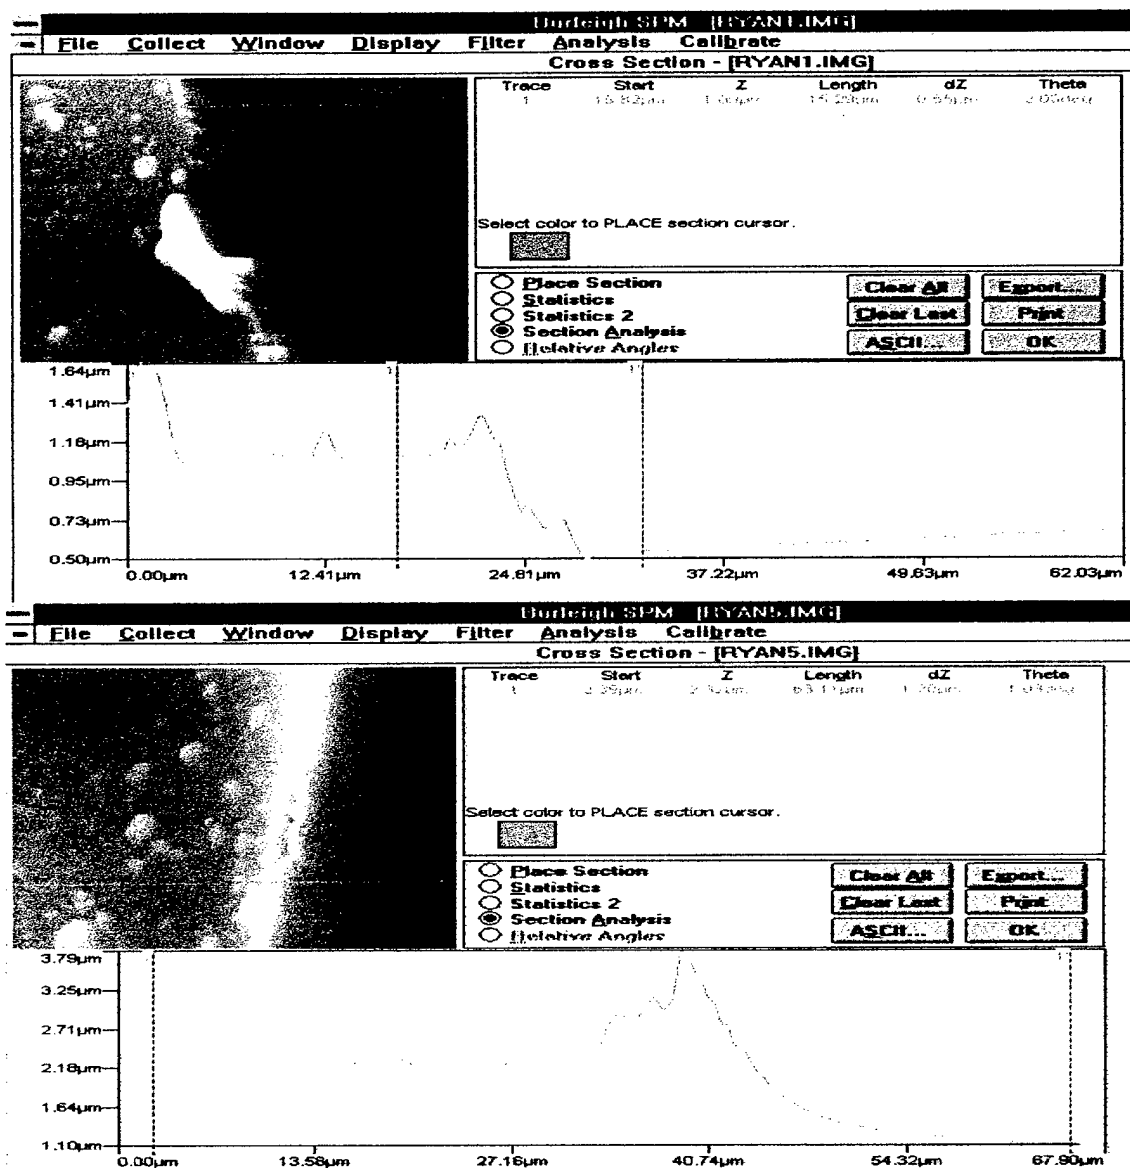 Burleigh SPM - [RYAN1.IMG]
File Collect Window Display Filter Analysis Calibrate
Cross Section - [RYAN1.IMG]
Trace Start Z Length dZ Theta
1
Select color to PLACE section cursor.
Place Section
Statistics
Statistics 2
Section Analysis
Relative Angles
Clear All Export...
Clear Last Print
ASCII... OK
1.64µm
1.41µm
1.18µm
0.95µm
0.73µm
0.50µm
0.00µm 12.41µm 24.81µm 37.22µm 49.63µm 62.03µm
Burleigh SPM - [RYAN5.IMG]
File Collect Window Display Filter Analysis Calibrate
Cross Section - [RYAN5.IMG]
Trace Start Z Length dZ Theta
1
Select color to PLACE section cursor.
Place Section
Statistics
Statistics 2
Section Analysis
Relative Angles
Clear All Export...
Clear Last Print
ASCII... OK
3.79µm
3.25µm
2.71µm
2.18µm
1.64µm
1.10µm
0.00µm 13.58µm 27.16µm 40.74µm 54.32µm 67.90µm